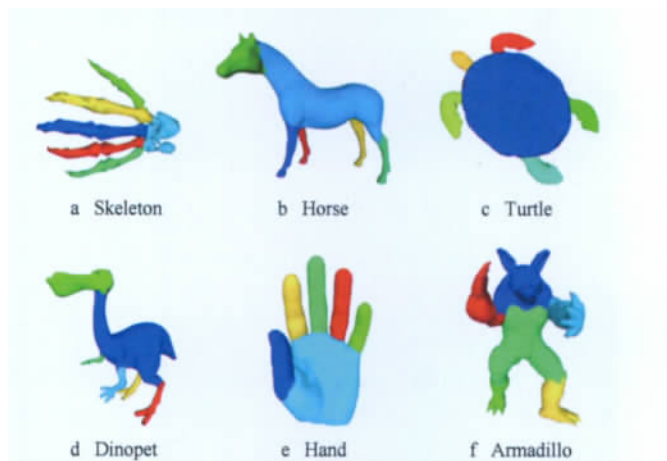 a Skeleton
b Horse
c Turtle
d Dinopet
e Hand
f Armadillo